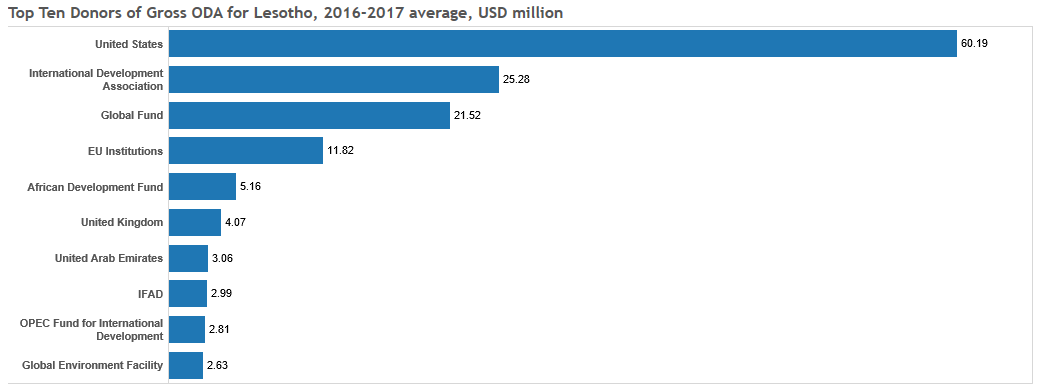 Top Ten Donors of Gross ODA for Lesotho, 2016-2017 average, USD million
United States
60.19
International Development
Association
25.28
Global Fund
21.52
EU Institutions
11.82
African Development Fund
5.16
United Kingdom
4.07
United Arab Emirates
3.06
IFAD
2.99
OPEC Fund for International
Development
2.81
Global Environment Facility
2.63